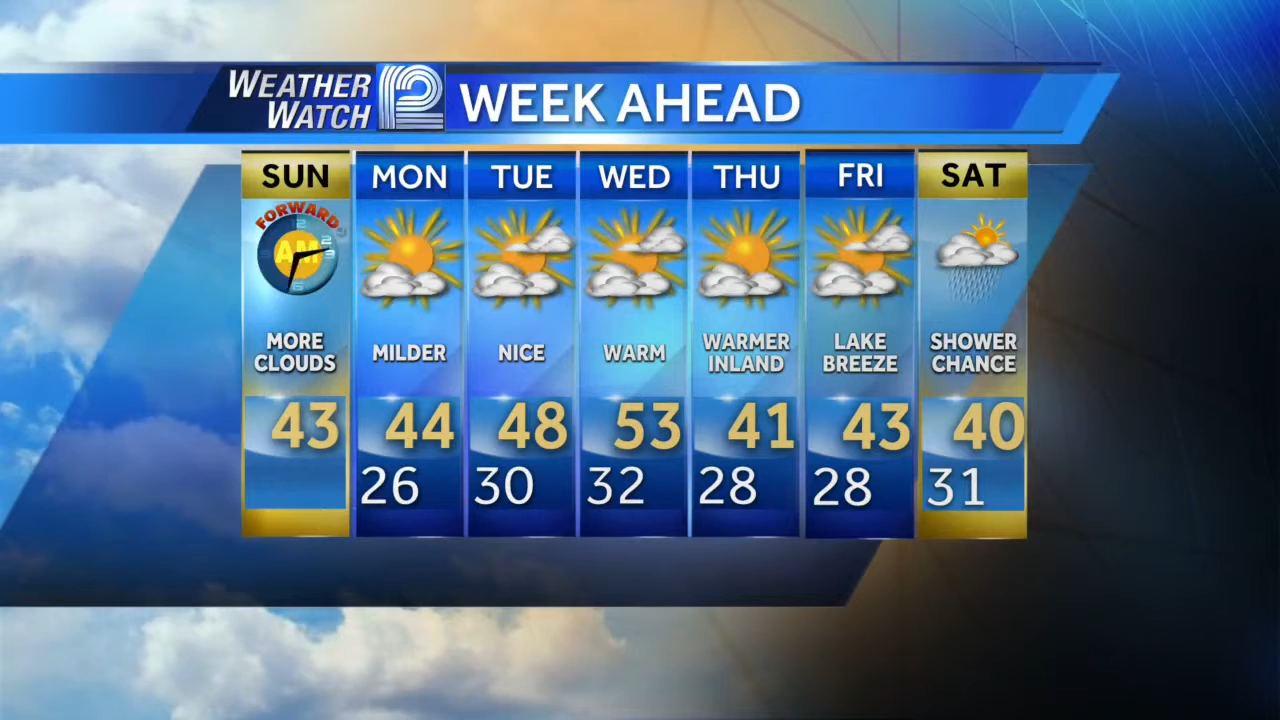 WEATHER
WATCH 12
WEEK AHEAD
SUN MON TUE WED THU FRI SAT
FORWARD
AM
MORE
CLOUDS
MILDER
NICE
WARM
WARMER
INLAND
LAKE
BREEZE
SHOWER
CHANCE
43 44 48 53 41 43 40
26 30 32 28 28 31